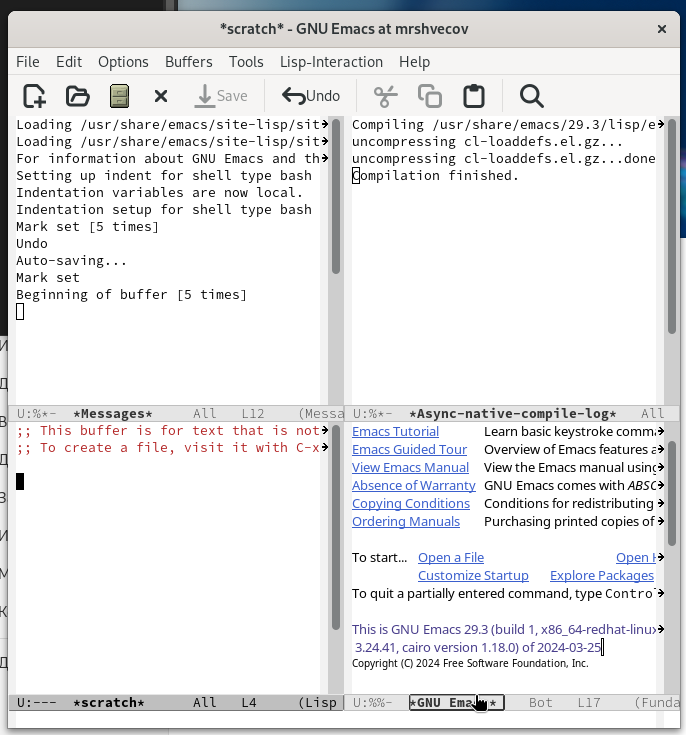 *scratch* - GNU Emacs at mrshvecov
File Edit Options Buffers Tools Lisp-Interaction Help
Save Undo
Loading /usr/share/emacs/site-lisp/sit
Loading /usr/share/emacs/site-lisp/sit
For information about GNU Emacs and th
Setting up indent for shell type bash
Indentation variables are now local.
Indentation setup for shell type bash
Mark set [5 times]
Undo
Auto-saving...
Mark set
Beginning of buffer [5 times]
U:%*- *Messages* All L12 (Messa
Compiling /usr/share/emacs/29.3/lisp/e
uncompressing cl-loaddefs.el.gz...
uncompressing cl-loaddefs.el.gz...done
Compilation finished.
U:%*- *Async-native-compile-log* All
;; This buffer is for text that is not
;; To create a file, visit it with C-x
U:--- *scratch* All L4 (Lisp
Emacs Tutorial Learn basic keystroke comma
Emacs Guided Tour Overview of Emacs features a
View Emacs Manual View the Emacs manual using
Absence of Warranty GNU Emacs comes with ABSO
Copying Conditions Conditions for redistributing
Ordering Manuals Purchasing printed copies of
To start... Open a File Open H
Customize Startup Explore Packages
To quit a partially entered command, type Control
This is GNU Emacs 29.3 (build 1, x86_64-redhat-linux
3.24.41, cairo version 1.18.0) of 2024-03-25
Copyright (C) 2024 Free Software Foundation, Inc.
U:%%- *GNU Emacs* Bot L17 (Funda